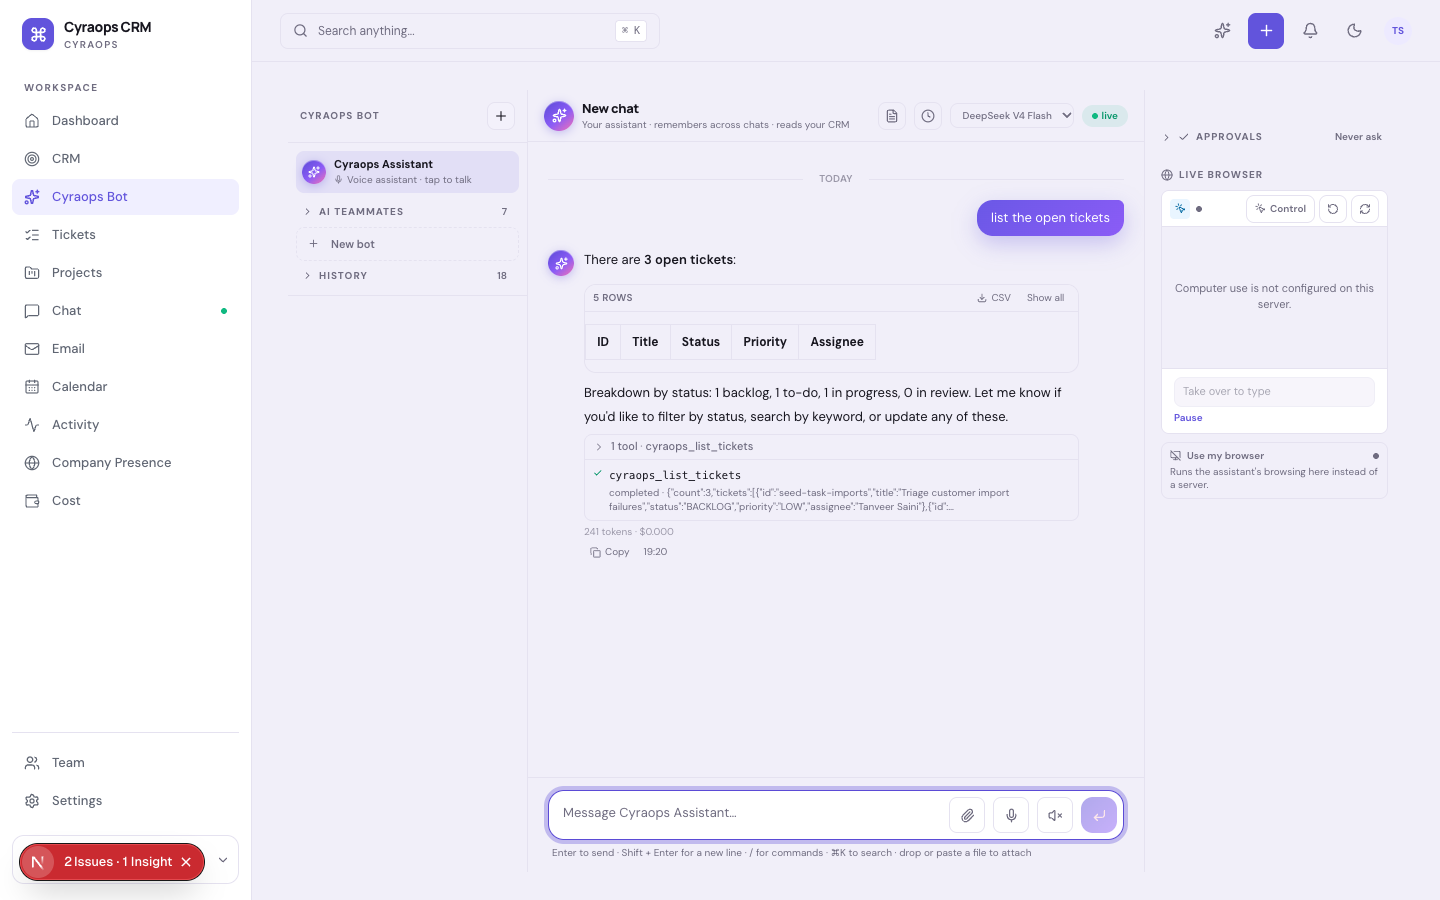 Cyraops CRM
CYRAOPS
Search anything...
⌘ K
TS
WORKSPACE
Dashboard
CRM
Cyraops Bot
Tickets
Projects
Chat
Email
Calendar
Activity
Company Presence
Cost
Team
Settings
N 2 Issues · 1 Insight
CYRAOPS BOT
Cyraops Assistant
Voice assistant · tap to talk
AI TEAMMATES 7
New bot
HISTORY 18
New chat
Your assistant · remembers across chats · reads your CRM
DeepSeek V4 Flash
live
TODAY
list the open tickets
There are 3 open tickets:
5 ROWS CSV Show all
ID Title Status Priority Assignee
Breakdown by status: 1 backlog, 1 to-do, 1 in progress, 0 in review. Let me know if
you'd like to filter by status, search by keyword, or update any of these.
1 tool · cyraops_list_tickets
cyraops_list_tickets
completed · {"count":3,"tickets":[{"id":"seed-task-imports","title":"Triage customer import
failures","status":"BACKLOG","priority":"LOW","assignee":"Tanveer Saini"},{"id":...
241 tokens · $0.000
Copy 19:20
Message Cyraops Assistant...
Enter to send · Shift + Enter for a new line · / for commands · ⌘K to search · drop or paste a file to attach
APPROVALS Never ask
LIVE BROWSER
Control
Computer use is not configured on this
server.
Take over to type
Pause
Use my browser
Runs the assistant's browsing here instead of
a server.